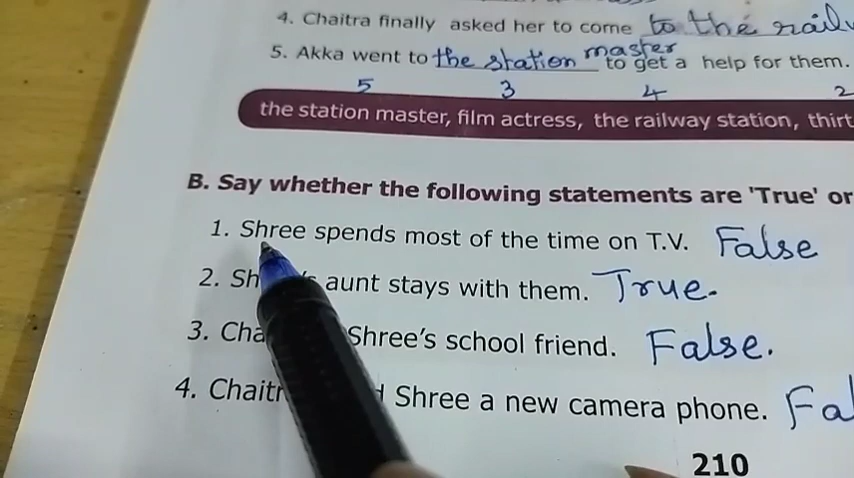 4. Chaitra finally asked her to come to the railw
5. Akka went to the station master to get a help for them.
5 3 4 2
the station master, film actress, the railway station, thirt
B. Say whether the following statements are 'True' or
1. Shree spends most of the time on T.V. False
2. Sh aunt stays with them. True.
3. Cha Shree's school friend. False.
4. Chaitr Shree a new camera phone. Fal
210